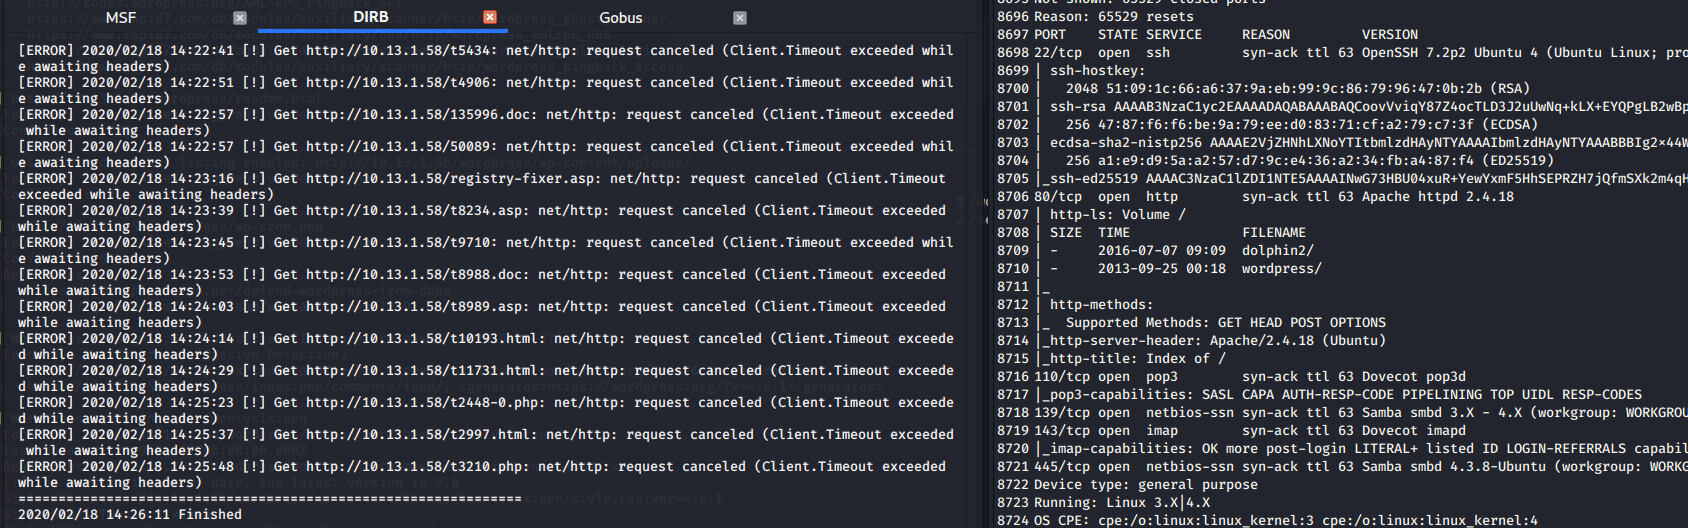 MSF
DIRB
Gobus
[ERROR] 2020/02/18 14:22:41 [!] Get http://10.13.1.58/t5434: net/http: request canceled (Client.Timeout exceeded whil
e awaiting headers)
[ERROR] 2020/02/18 14:22:51 [!] Get http://10.13.1.58/t4906: net/http: request canceled (Client.Timeout exceeded whil
e awaiting headers)
[ERROR] 2020/02/18 14:22:57 [!] Get http://10.13.1.58/135996.doc: net/http: request canceled (Client.Timeout exceeded
 while awaiting headers)
[ERROR] 2020/02/18 14:22:57 [!] Get http://10.13.1.58/50089: net/http: request canceled (Client.Timeout exceeded whil
e awaiting headers)
[ERROR] 2020/02/18 14:23:16 [!] Get http://10.13.1.58/registry-fixer.asp: net/http: request canceled (Client.Timeout
exceeded while awaiting headers)
[ERROR] 2020/02/18 14:23:39 [!] Get http://10.13.1.58/t8234.asp: net/http: request canceled (Client.Timeout exceeded
while awaiting headers)
[ERROR] 2020/02/18 14:23:45 [!] Get http://10.13.1.58/t9710: net/http: request canceled (Client.Timeout exceeded whil
e awaiting headers)
[ERROR] 2020/02/18 14:23:53 [!] Get http://10.13.1.58/t8988.doc: net/http: request canceled (Client.Timeout exceeded
while awaiting headers)
[ERROR] 2020/02/18 14:24:03 [!] Get http://10.13.1.58/t8989.asp: net/http: request canceled (Client.Timeout exceeded
while awaiting headers)
[ERROR] 2020/02/18 14:24:14 [!] Get http://10.13.1.58/t10193.html: net/http: request canceled (Client.Timeout exceede
d while awaiting headers)
[ERROR] 2020/02/18 14:24:29 [!] Get http://10.13.1.58/t11731.html: net/http: request canceled (Client.Timeout exceede
d while awaiting headers)
[ERROR] 2020/02/18 14:25:23 [!] Get http://10.13.1.58/t2448-0.php: net/http: request canceled (Client.Timeout exceede
d while awaiting headers)
[ERROR] 2020/02/18 14:25:37 [!] Get http://10.13.1.58/t2997.html: net/http: request canceled (Client.Timeout exceeded
while awaiting headers)
[ERROR] 2020/02/18 14:25:48 [!] Get http://10.13.1.58/t3210.php: net/http: request canceled (Client.Timeout exceeded
while awaiting headers)
===============================================================
2020/02/18 14:26:11 Finished
8695 Not shown: 65529 closed ports
8696 Reason: 65529 resets
8697 PORT    STATE SERVICE     REASON         VERSION
8698 22/tcp  open  ssh         syn-ack ttl 63 OpenSSH 7.2p2 Ubuntu 4 (Ubuntu Linux; pro
8699 | ssh-hostkey:
8700 |   2048 51:09:1c:66:a6:37:9a:eb:99:9c:86:79:96:47:0b:2b (RSA)
8701 | ssh-rsa AAAAB3NzaC1yc2EAAAADAQABAAABAQCoovVviqY87Z4ocTLD3J2uUwNq+kLX+EYQPgLB2wBp
8702 |   256 47:87:f6:f6:be:9a:79:ee:d0:83:71:cf:a2:79:c7:3f (ECDSA)
8703 | ecdsa-sha2-nistp256 AAAAE2VjZHNhLXNoYTItbmlzdHAyNTYAAAAIbmlzdHAyNTYAAABBBIg2×44W
8704 |   256 a1:e9:d9:5a:a2:57:d7:9c:e4:36:a2:34:fb:a4:87:f4 (ED25519)
8705 |_ssh-ed25519 AAAAC3NzaC1lZDI1NTE5AAAAINwG73HBU04xuR+YewYxmF5HhSEPRZH7jQfmSXk2m4qH
8706 80/tcp  open  http        syn-ack ttl 63 Apache httpd 2.4.18
8707 | http-ls: Volume /
8708 | SIZE  TIME              FILENAME
8709 | -     2016-07-07 09:09  dolphin2/
8710 | -     2013-09-25 00:18  wordpress/
8711 |_
8712 | http-methods:
8713 |_  Supported Methods: GET HEAD POST OPTIONS
8714 |_http-server-header: Apache/2.4.18 (Ubuntu)
8715 |_http-title: Index of /
8716 110/tcp open  pop3        syn-ack ttl 63 Dovecot pop3d
8717 |_pop3-capabilities: SASL CAPA AUTH-RESP-CODE PIPELINING TOP UIDL RESP-CODES
8718 139/tcp open  netbios-ssn syn-ack ttl 63 Samba smbd 3.X - 4.X (workgroup: WORKGROU
8719 143/tcp open  imap        syn-ack ttl 63 Dovecot imapd
8720 |_imap-capabilities: OK more post-login LITERAL+ listed ID LOGIN-REFERRALS capabil
8721 445/tcp open  netbios-ssn syn-ack ttl 63 Samba smbd 4.3.8-Ubuntu (workgroup: WORKG
8722 Device type: general purpose
8723 Running: Linux 3.X|4.X
8724 OS CPE: cpe:/o:linux:linux_kernel:3 cpe:/o:linux:linux_kernel:4